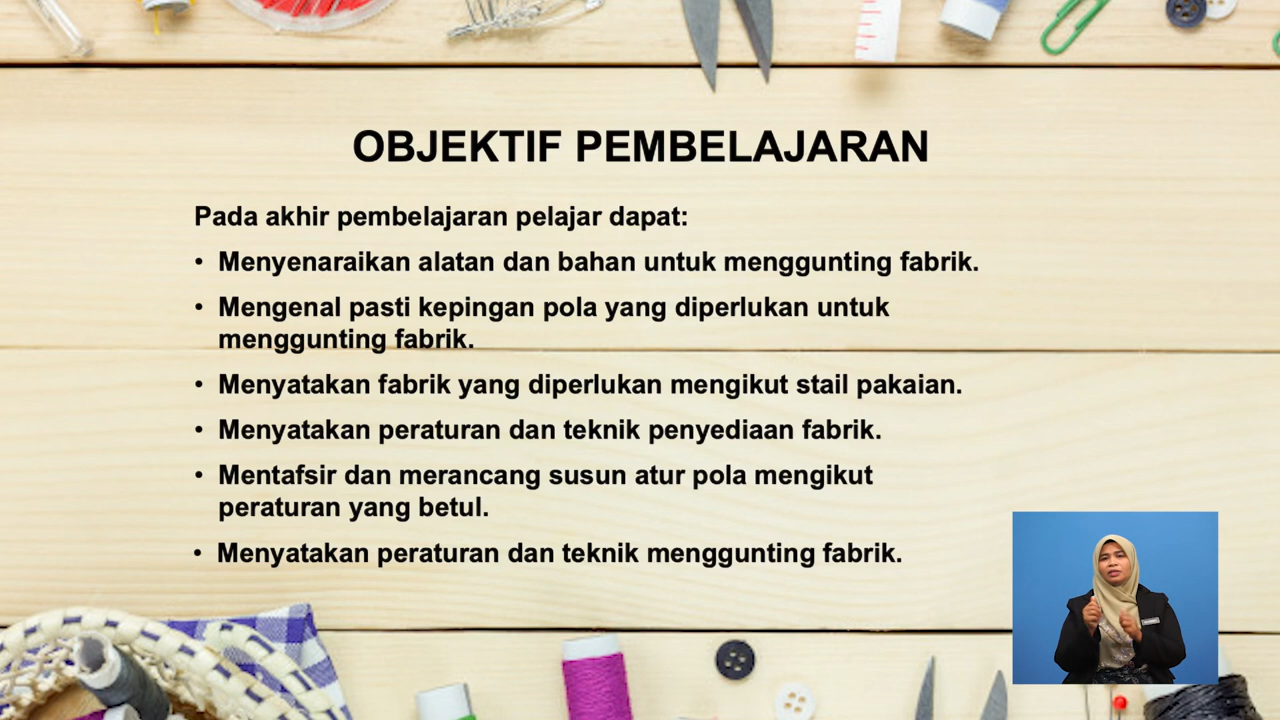 OBJEKTIF PEMBELAJARAN
Pada akhir pembelajaran pelajar dapat:
• Menyenaraikan alatan dan bahan untuk menggunting fabrik.
• Mengenal pasti kepingan pola yang diperlukan untuk
menggunting fabrik.
• Menyatakan fabrik yang diperlukan mengikut stail pakaian.
• Menyatakan peraturan dan teknik penyediaan fabrik.
• Mentafsir dan merancang susun atur pola mengikut
peraturan yang betul.
• Menyatakan peraturan dan teknik menggunting fabrik.